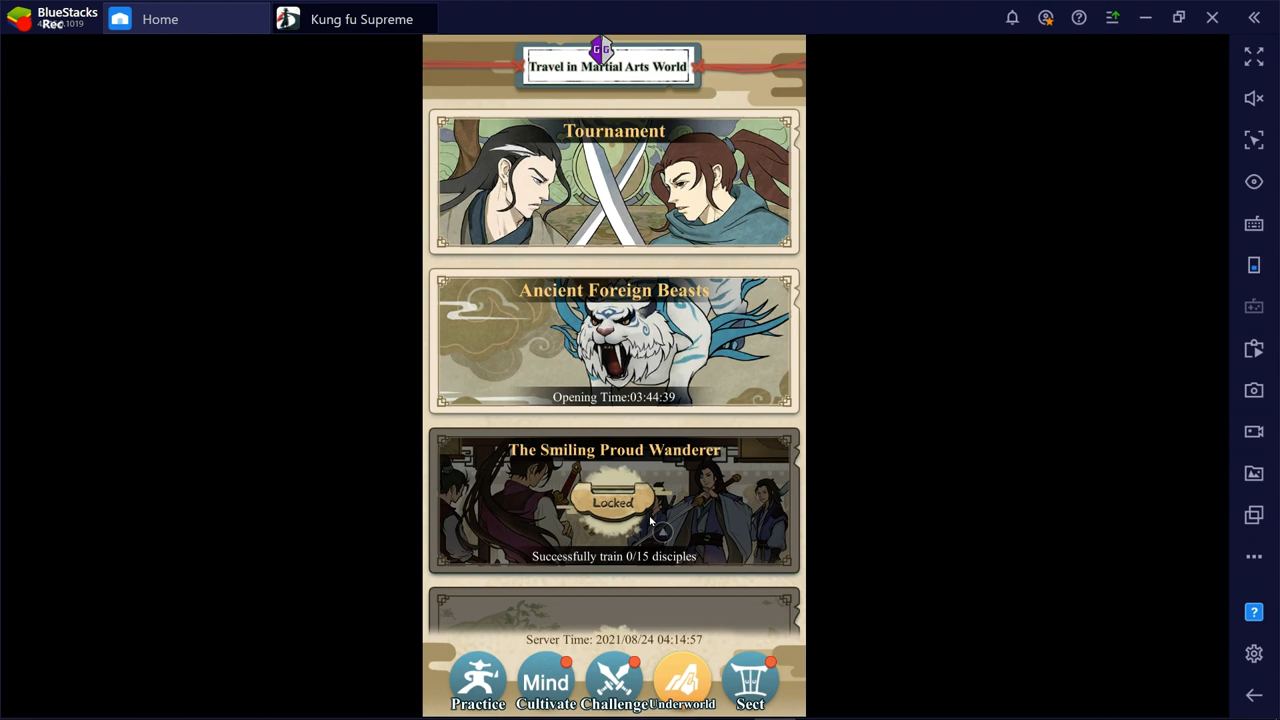 BlueStacks
Rec
Home
Kung fu Supreme
GG
Travel in Martial Arts World
Tournament
Ancient Foreign Beasts
Opening Time:03:44:39
The Smiling Proud Wanderer
Locked
Successfully train 0/15 disciples
Server Time: 2021/08/24 04:14:57
Mind
Practice Cultivate Challenge Underworld Sect